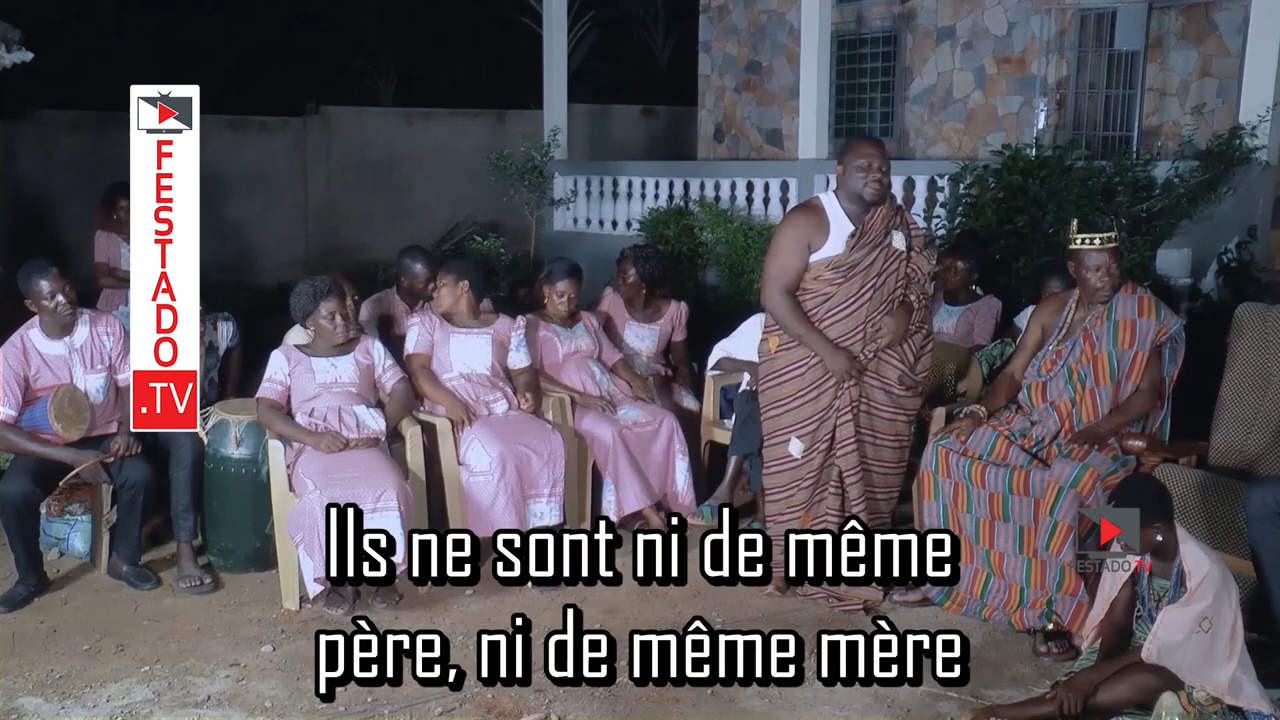 FESTADO
.TV
Ils ne sont ni de même
père, ni de même mère
ESTADO TV